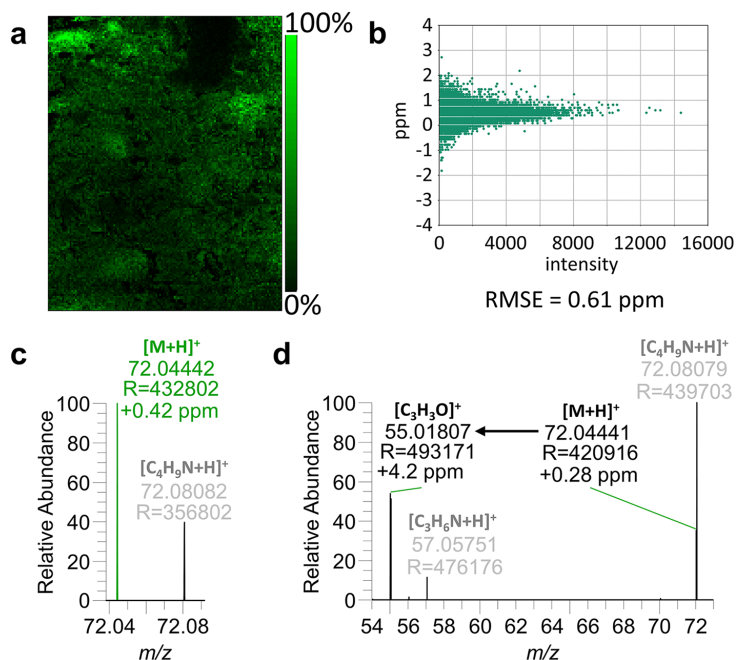 a
100%
0%
b
4
3
2
1
0
-1
-2
-3
-4
ppm
0
4000
8000
12000
16000
intensity
RMSE = 0.61 ppm
c
[M+H]⁺
72.04442
R=432802
+0.42 ppm
[C₄H₉N+H]⁺
72.08082
R=356802
100
80
60
40
20
0
Relative Abundance
72.04
72.08
m/z
d
[C₄H₉N+H]⁺
72.08079
R=439703
[C₃H₃O]⁺
55.01807
R=493171
+4.2 ppm
[M+H]⁺
72.04441
R=420916
+0.28 ppm
[C₃H₆N+H]⁺
57.05751
R=476176
100
80
60
40
20
0
Relative Abundance
54
56
58
60
62
64
66
68
70
72
m/z